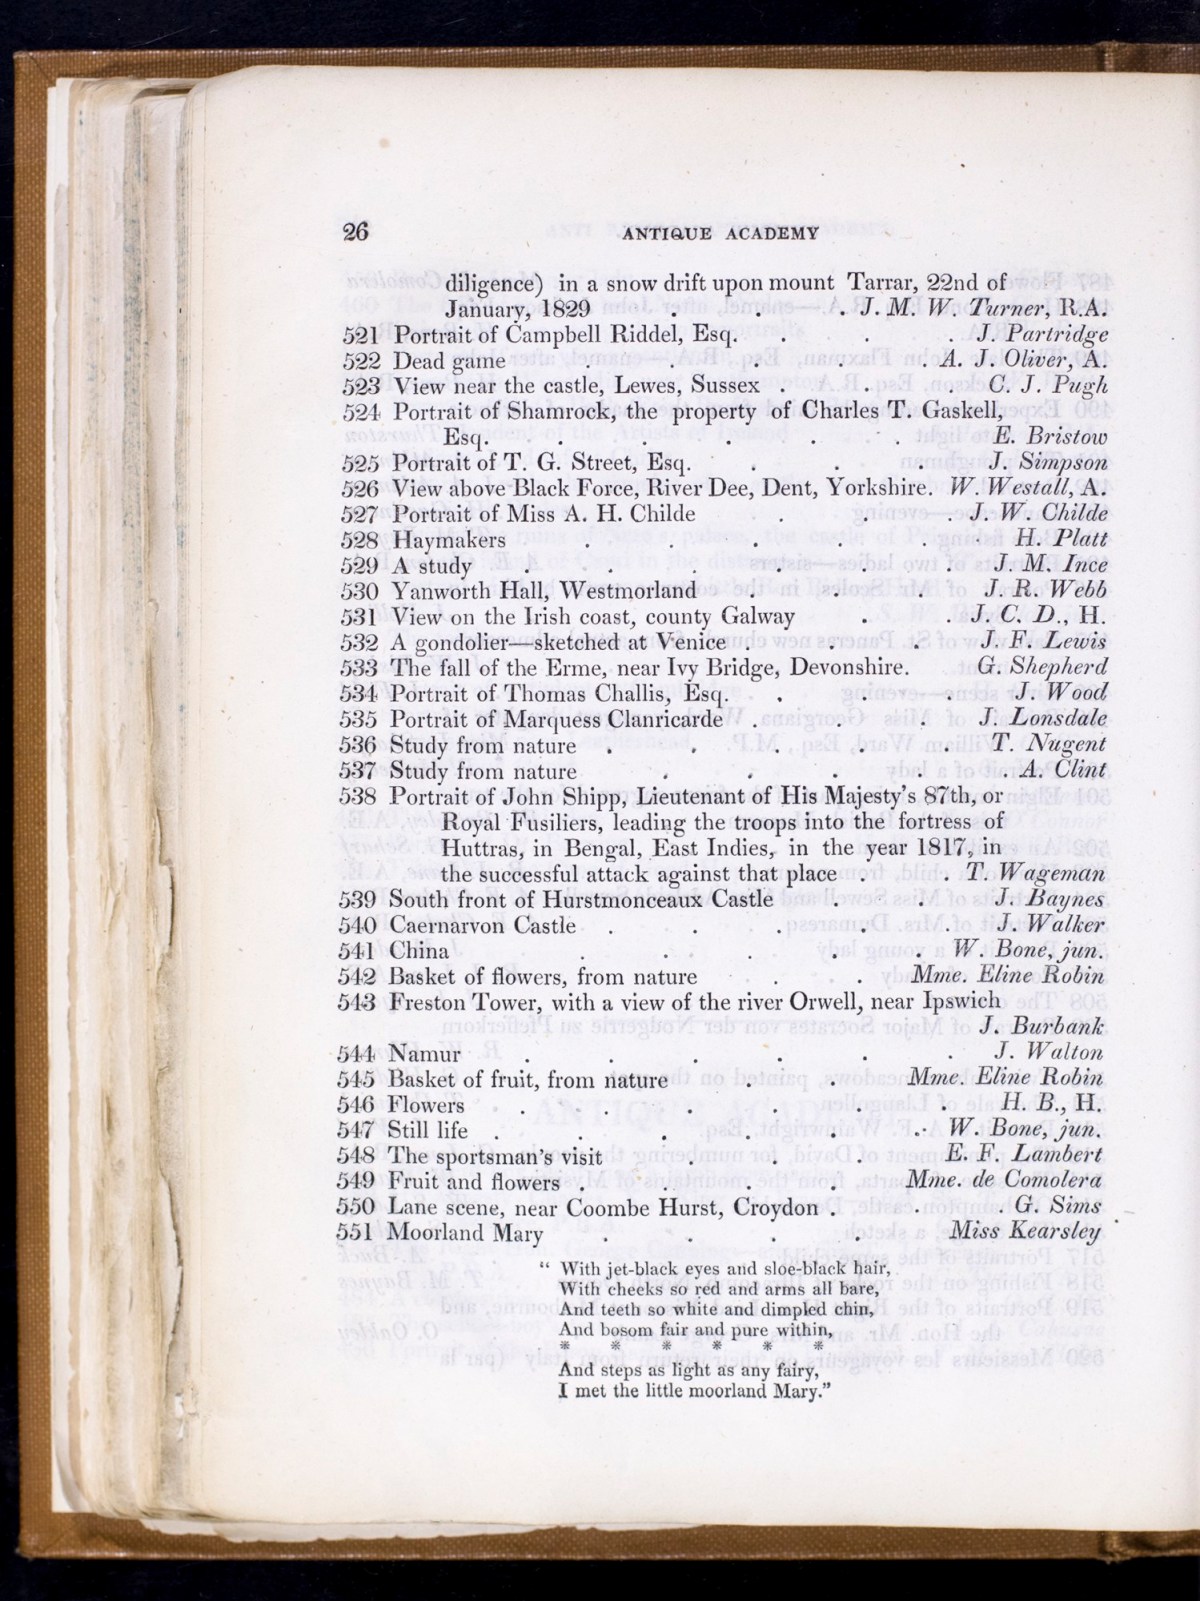 26 ANTIQUE ACADEMY
diligence) in a snow drift upon mount Tarrar, 22nd of
January, 1829 . . . J. M. W. Turner, R.A.
521 Portrait of Campbell Riddel, Esq. . . . J. Partridge
522 Dead game . . . . . A. J. Oliver, A.
523 View near the castle, Lewes, Sussex . . . C. J. Pugh
524 Portrait of Shamrock, the property of Charles T. Gaskell,
Esq. . . . . . E. Bristow
525 Portrait of T. G. Street, Esq. . . . J. Simpson
526 View above Black Force, River Dee, Dent, Yorkshire. W. Westall, A.
527 Portrait of Miss A. H. Childe . . . J. W. Childe
528 Haymakers . . . . . H. Platt
529 A study . . . . . . J. M. Ince
530 Yanworth Hall, Westmorland . . . J. R. Webb
531 View on the Irish coast, county Galway . . J. C. D., H.
532 A gondolier—sketched at Venice . . . J. F. Lewis
533 The fall of the Erme, near Ivy Bridge, Devonshire. G. Shepherd
534 Portrait of Thomas Challis, Esq. . . . J. Wood
535 Portrait of Marquess Clanricarde . . . J. Lonsdale
536 Study from nature . . . . . T. Nugent
537 Study from nature . . . . . A. Clint
538 Portrait of John Shipp, Lieutenant of His Majesty's 87th, or
Royal Fusiliers, leading the troops into the fortress of
Huttras, in Bengal, East Indies, in the year 1817, in
the successful attack against that place . . T. Wageman
539 South front of Hurstmonceaux Castle . . . J. Baynes
540 Caernarvon Castle . . . . . J. Walker
541 China . . . . . W. Bone, jun.
542 Basket of flowers, from nature . . Mme. Eline Robin
543 Freston Tower, with a view of the river Orwell, near Ipswich
J. Burbank
544 Namur . . . . . . J. Walton
545 Basket of fruit, from nature . . Mme. Eline Robin
546 Flowers . . . . . . H. B., H.
547 Still life . . . . . . W. Bone, jun.
548 The sportsman's visit . . . . E. F. Lambert
549 Fruit and flowers . . . . Mme. de Comolera
550 Lane scene, near Coombe Hurst, Croydon . . . G. Sims
551 Moorland Mary . . . . Miss Kearsley
“ With jet-black eyes and sloe-black hair,
With cheeks so red and arms all bare,
And teeth so white and dimpled chin,
And bosom fair and pure within,
* * * * * *
And steps as light as any fairy,
I met the little moorland Mary.”